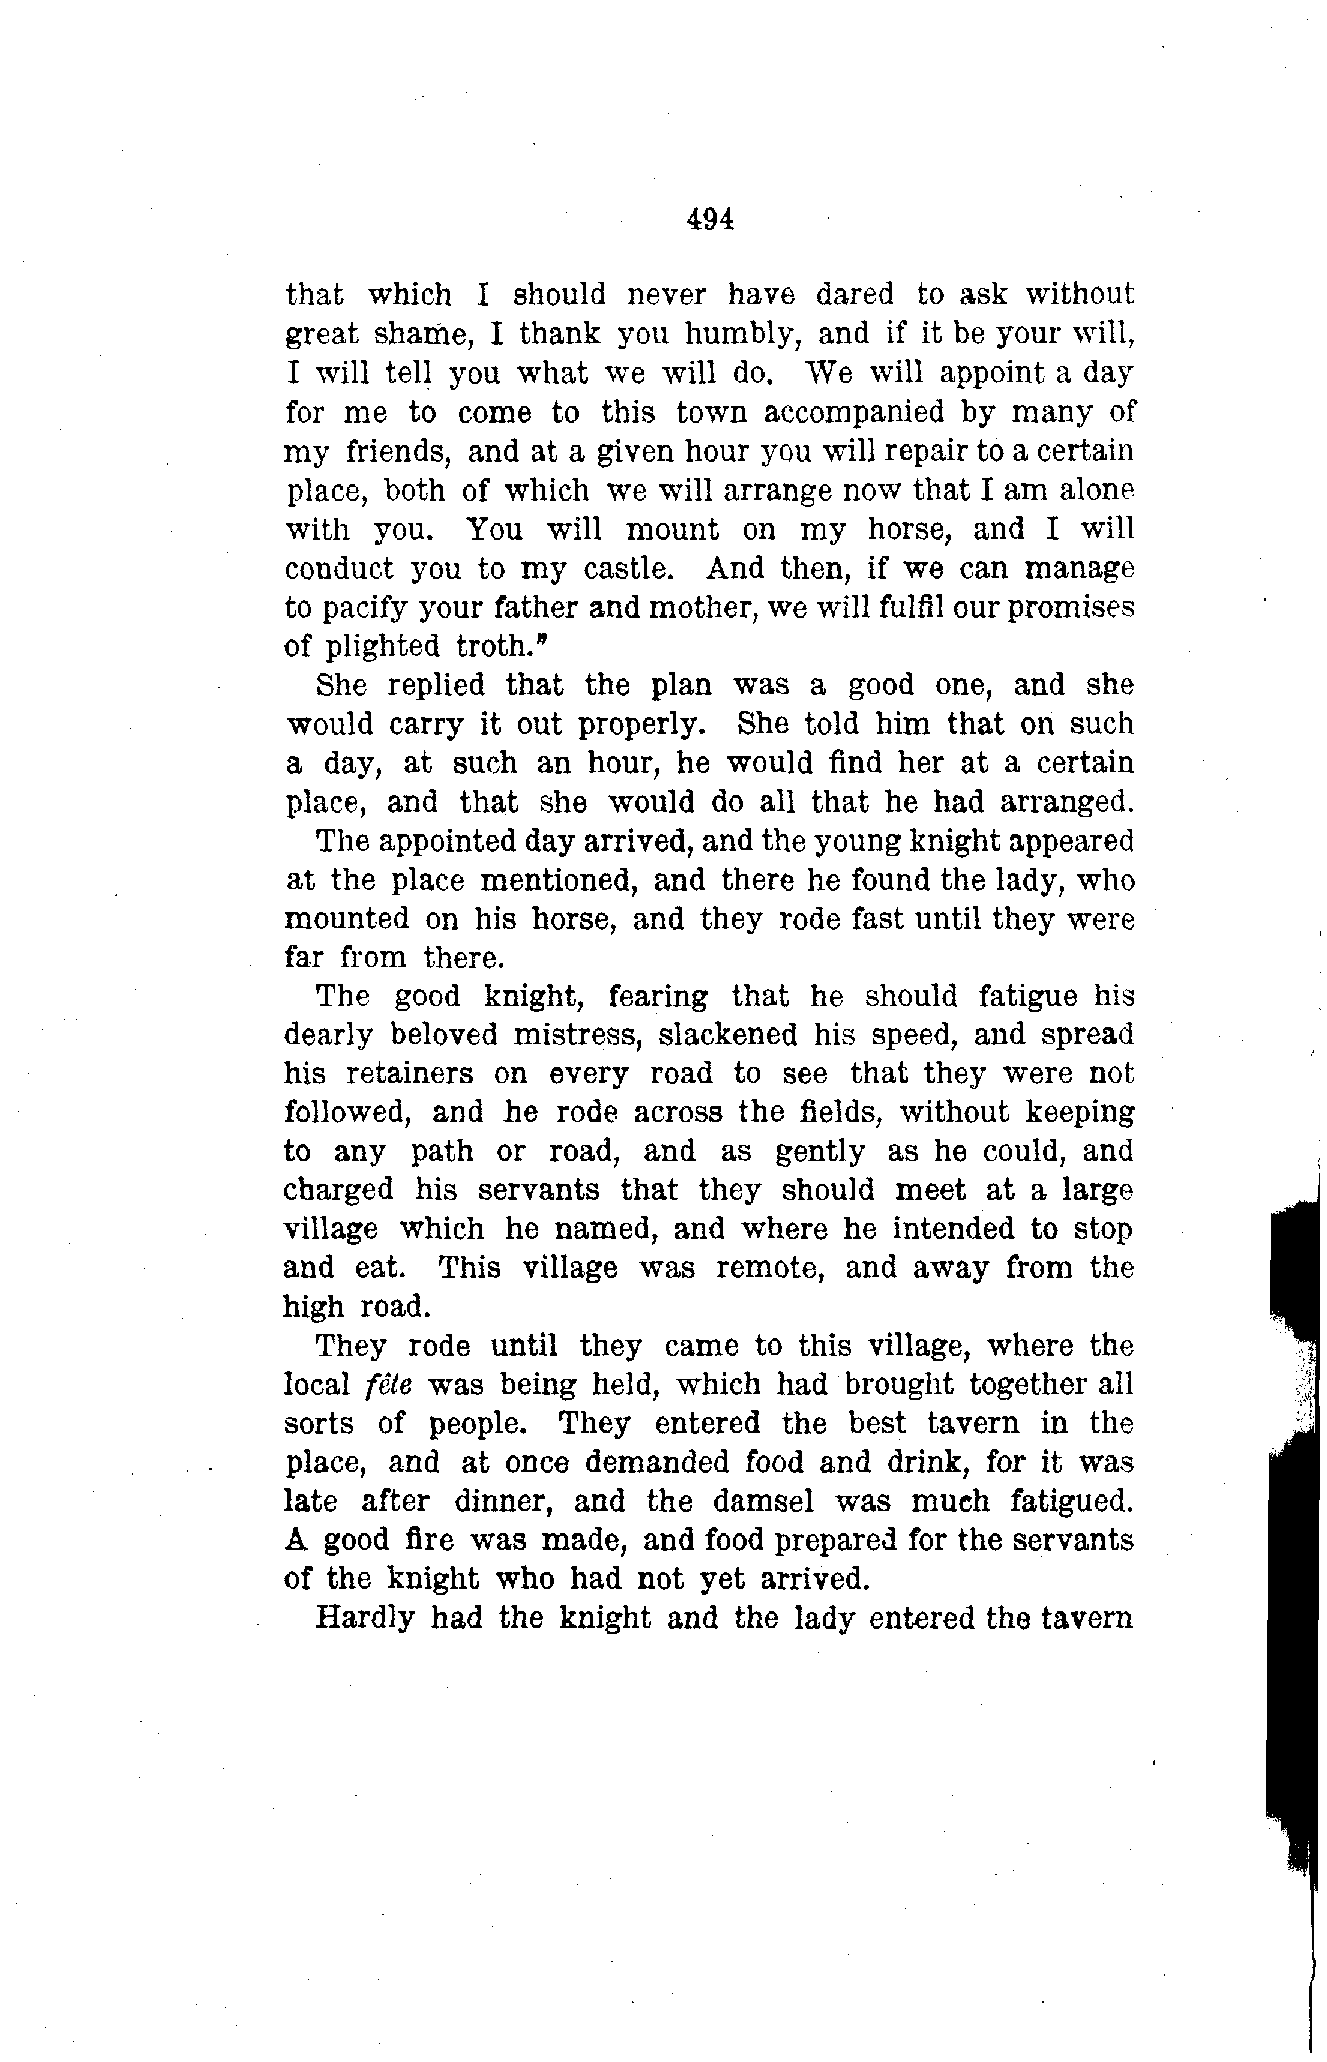 494
that which I should never have dared to ask without
great shame, I thank you humbly, and if it be your will,
I will tell you what we will do. We will appoint a day
for me to come to this town accompanied by many of
my friends, and at a given hour you will repair to a certain
place, both of which we will arrange now that I am alone
with you. You will mount on my horse, and I will
conduct you to my castle. And then, if we can manage
to pacify your father and mother, we will fulfil our promises
of plighted troth."
She replied that the plan was a good one, and she
would carry it out properly. She told him that on such
a day, at such an hour, he would find her at a certain
place, and that she would do all that he had arranged.
The appointed day arrived, and the young knight appeared
at the place mentioned, and there he found the lady, who
mounted on his horse, and they rode fast until they were
far from there.
The good knight, fearing that he should fatigue his
dearly beloved mistress, slackened his speed, and spread
his retainers on every road to see that they were not
followed, and he rode across the fields, without keeping
to any path or road, and as gently as he could, and
charged his servants that they should meet at a large
village which he named, and where he intended to stop
and eat. This village was remote, and away from the
high road.
They rode until they came to this village, where the
local fête was being held, which had brought together all
sorts of people. They entered the best tavern in the
place, and at once demanded food and drink, for it was
late after dinner, and the damsel was much fatigued.
A good fire was made, and food prepared for the servants
of the knight who had not yet arrived.
Hardly had the knight and the lady entered the tavern